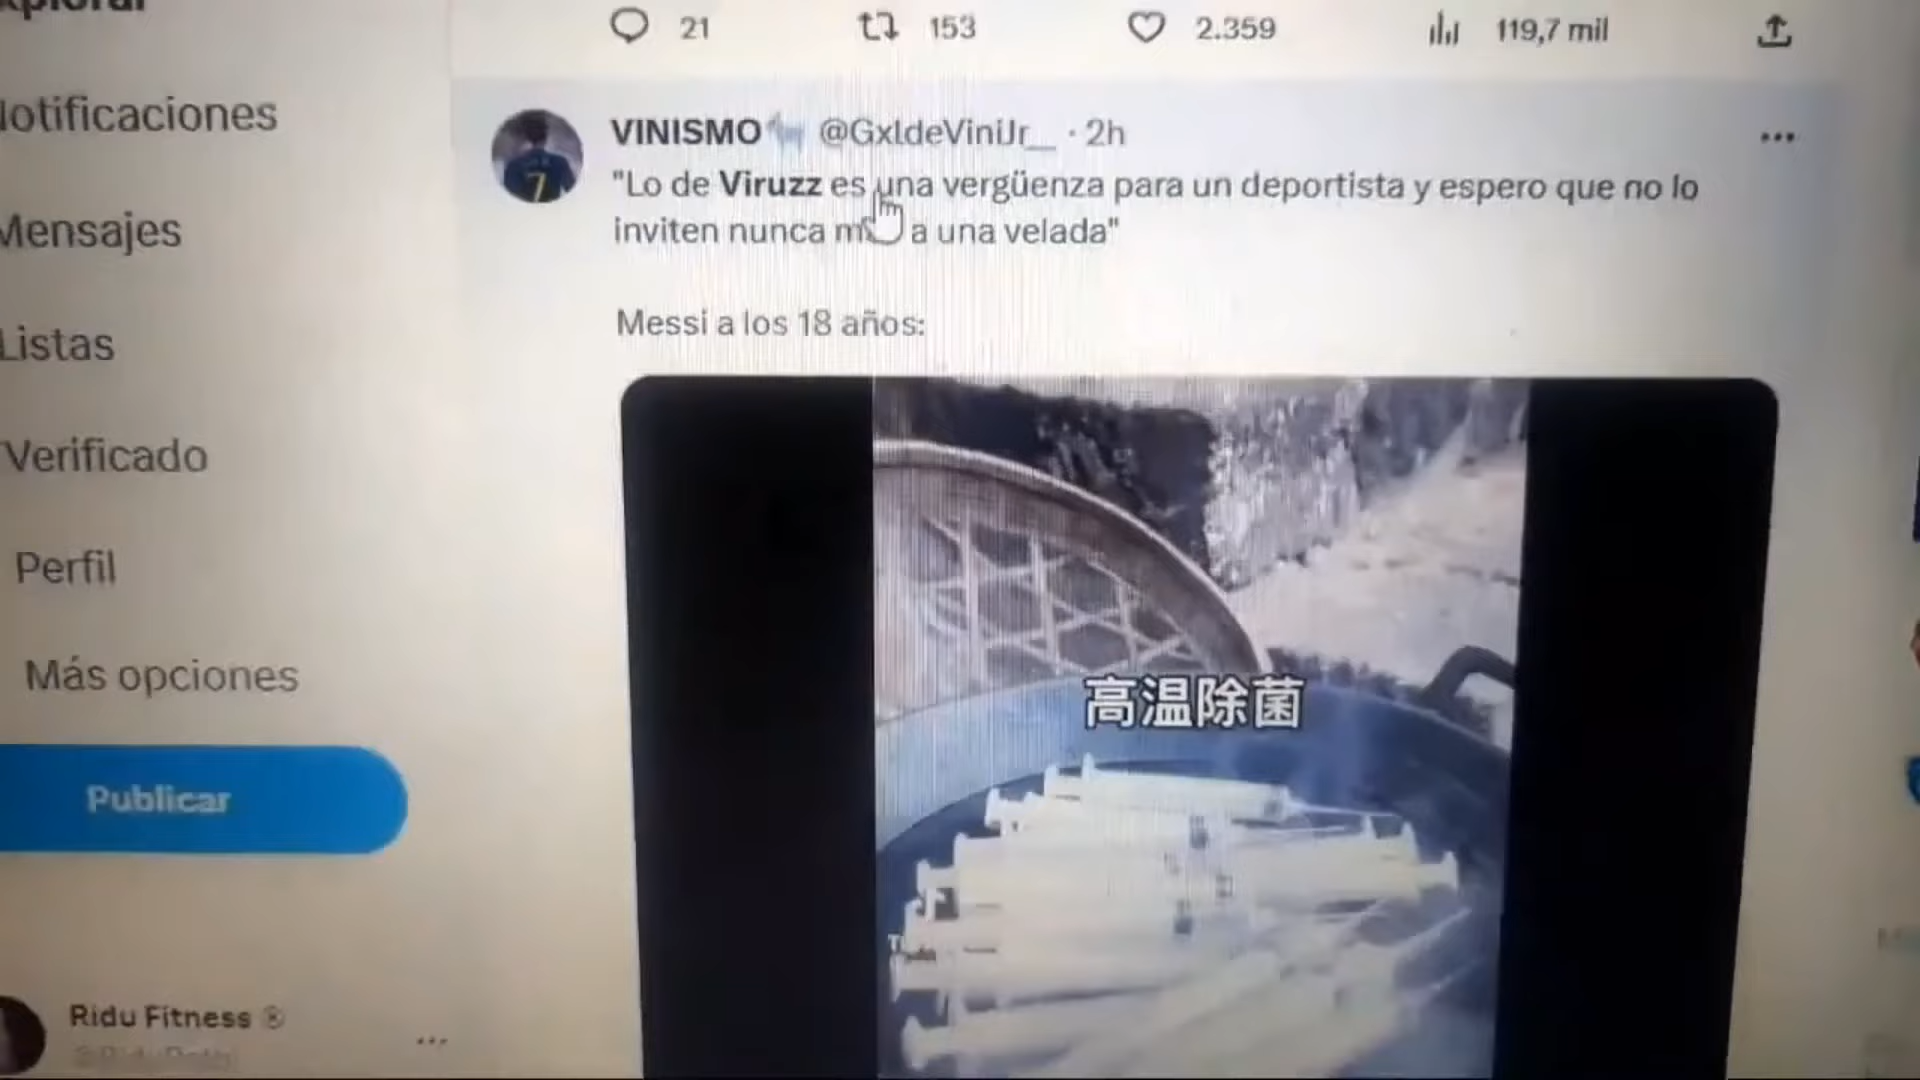 21 153 2.359 119,7 mil
Notificaciones
Mensajes
Listas
Verificado
Perfil
Más opciones
Publicar
Ridu Fitness
VINISMO @GxldeViniJr__ · 2h
"Lo de Viruzz es una vergüenza para un deportista y espero que no lo
inviten nunca a una velada"
Messi a los 18 años:
7
高温除菌